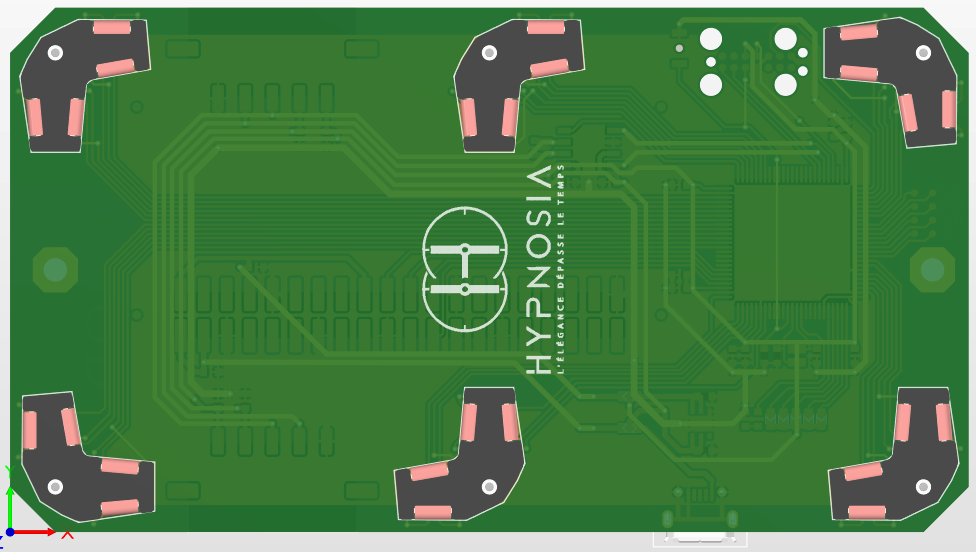 HYPNOSIA
L'ÉLÉGANCE DÉPASSE LE TEMPS
X
Y